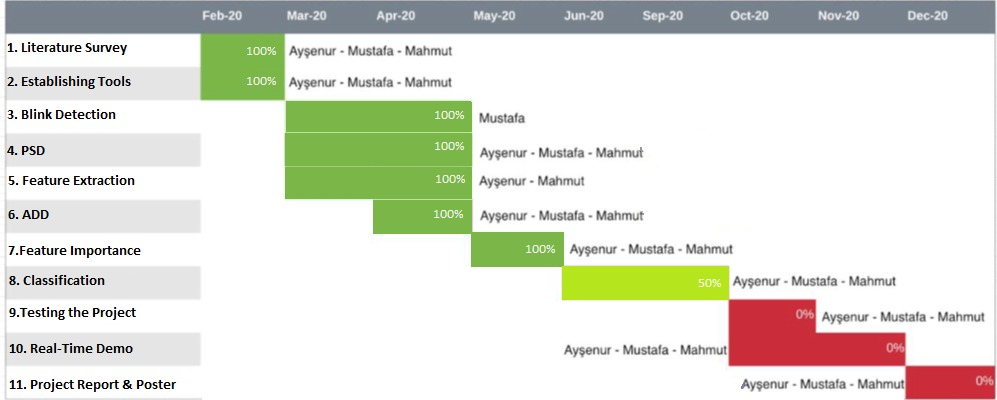 Feb-20 Mar-20 Apr-20 May-20 Jun-20 Sep-20 Oct-20 Nov-20 Dec-20
1. Literature Survey 100% Ayşenur - Mustafa - Mahmut
2. Establishing Tools 100% Ayşenur - Mustafa - Mahmut
3. Blink Detection 100% Mustafa
4. PSD 100% Ayşenur - Mustafa - Mahmut
5. Feature Extraction 100% Ayşenur - Mahmut
6. ADD 100% Ayşenur - Mustafa - Mahmut
7.Feature Importance 100% Ayşenur - Mustafa - Mahmut
8. Classification 50% Ayşenur - Mustafa - Mahmut
9.Testing the Project 0% Ayşenur - Mustafa - Mahmut
10. Real-Time Demo Ayşenur - Mustafa - Mahmut 0%
11. Project Report & Poster Ayşenur - Mustafa - Mahmut 0%